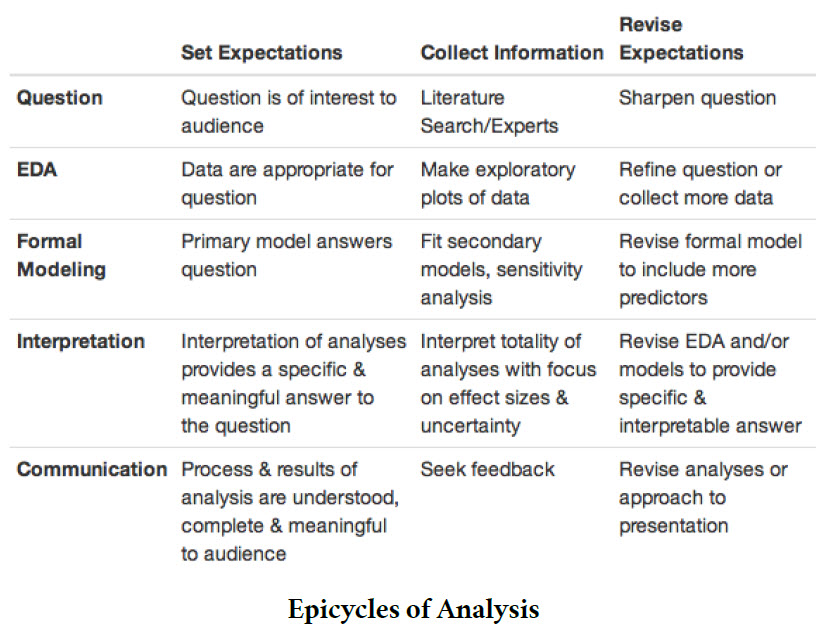 Set Expectations Collect Information Revise Expectations
Question Question is of interest to Literature Sharpen question
audience Search/Experts
EDA Data are appropriate for Make exploratory Refine question or
question plots of data collect more data
Formal Primary model answers Fit secondary Revise formal model
Modeling question models, sensitivity to include more
analysis predictors
Interpretation Interpretation of analyses Interpret totality of Revise EDA and/or
provides a specific & analyses with focus models to provide
meaningful answer to on effect sizes & specific &
the question uncertainty interpretable answer
Communication Process & results of Seek feedback Revise analyses or
analysis are understood, approach to
complete & meaningful presentation
to audience
Epicycles of Analysis